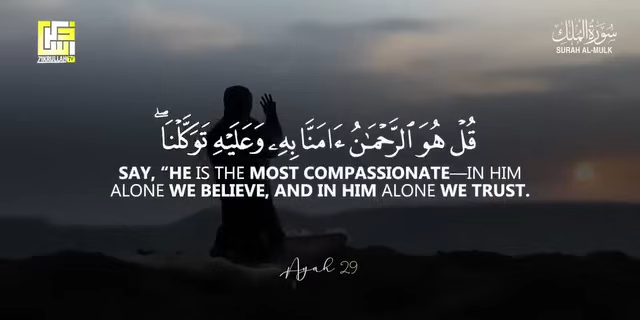 ZIKRULLAH TV
سورة الملك
SURAH AL-MULK
قُلْ هُوَ ٱلرَّحْمَـٰنُ ءَامَنَّا بِهِۦ وَعَلَيْهِ تَوَكَّلْنَا ۖ
SAY, “HE IS THE MOST COMPASSIONATE—IN HIM
ALONE WE BELIEVE, AND IN HIM ALONE WE TRUST.
Ayah 29